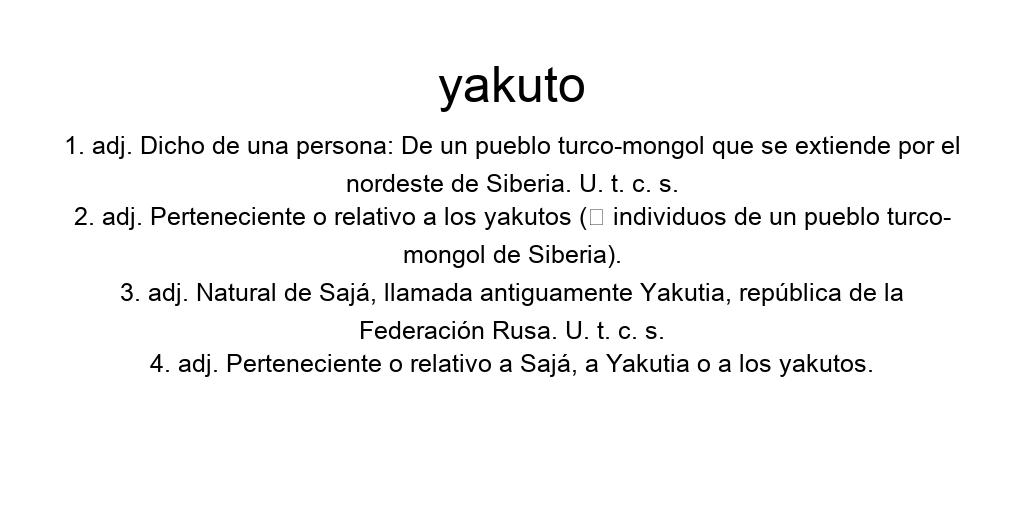 yakuto
1. adj. Dicho de una persona: De un pueblo turco-mongol que se extiende por el
nordeste de Siberia. U. t. c. s.
2. adj. Perteneciente o relativo a los yakutos (□ individuos de un pueblo turco-
mongol de Siberia).
3. adj. Natural de Sajá, llamada antiguamente Yakutia, república de la
Federación Rusa. U. t. c. s.
4. adj. Perteneciente o relativo a Sajá, a Yakutia o a los yakutos.